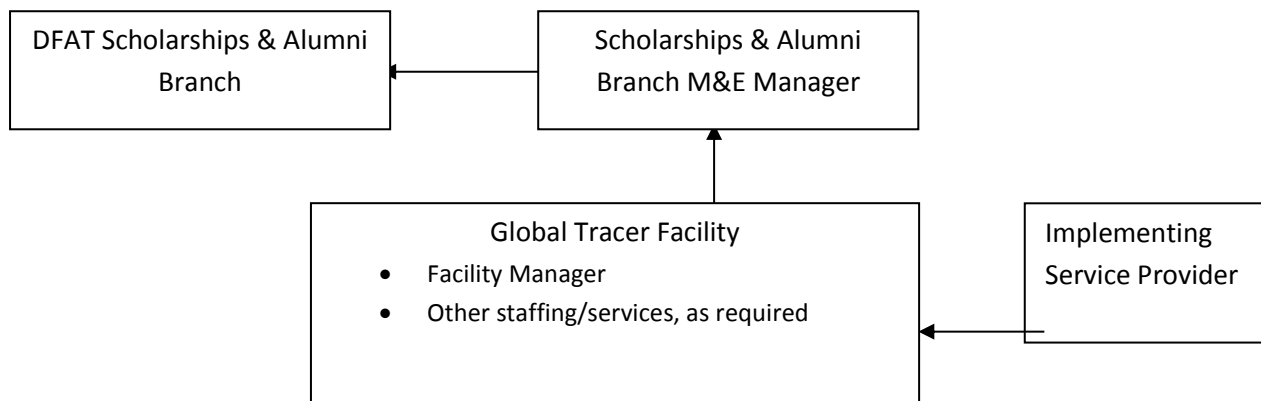 DFAT Scholarships & Alumni
Branch
Scholarships & Alumni
Branch M&E Manager
Global Tracer Facility
• Facility Manager
• Other staffing/services, as required
Implementing
Service Provider